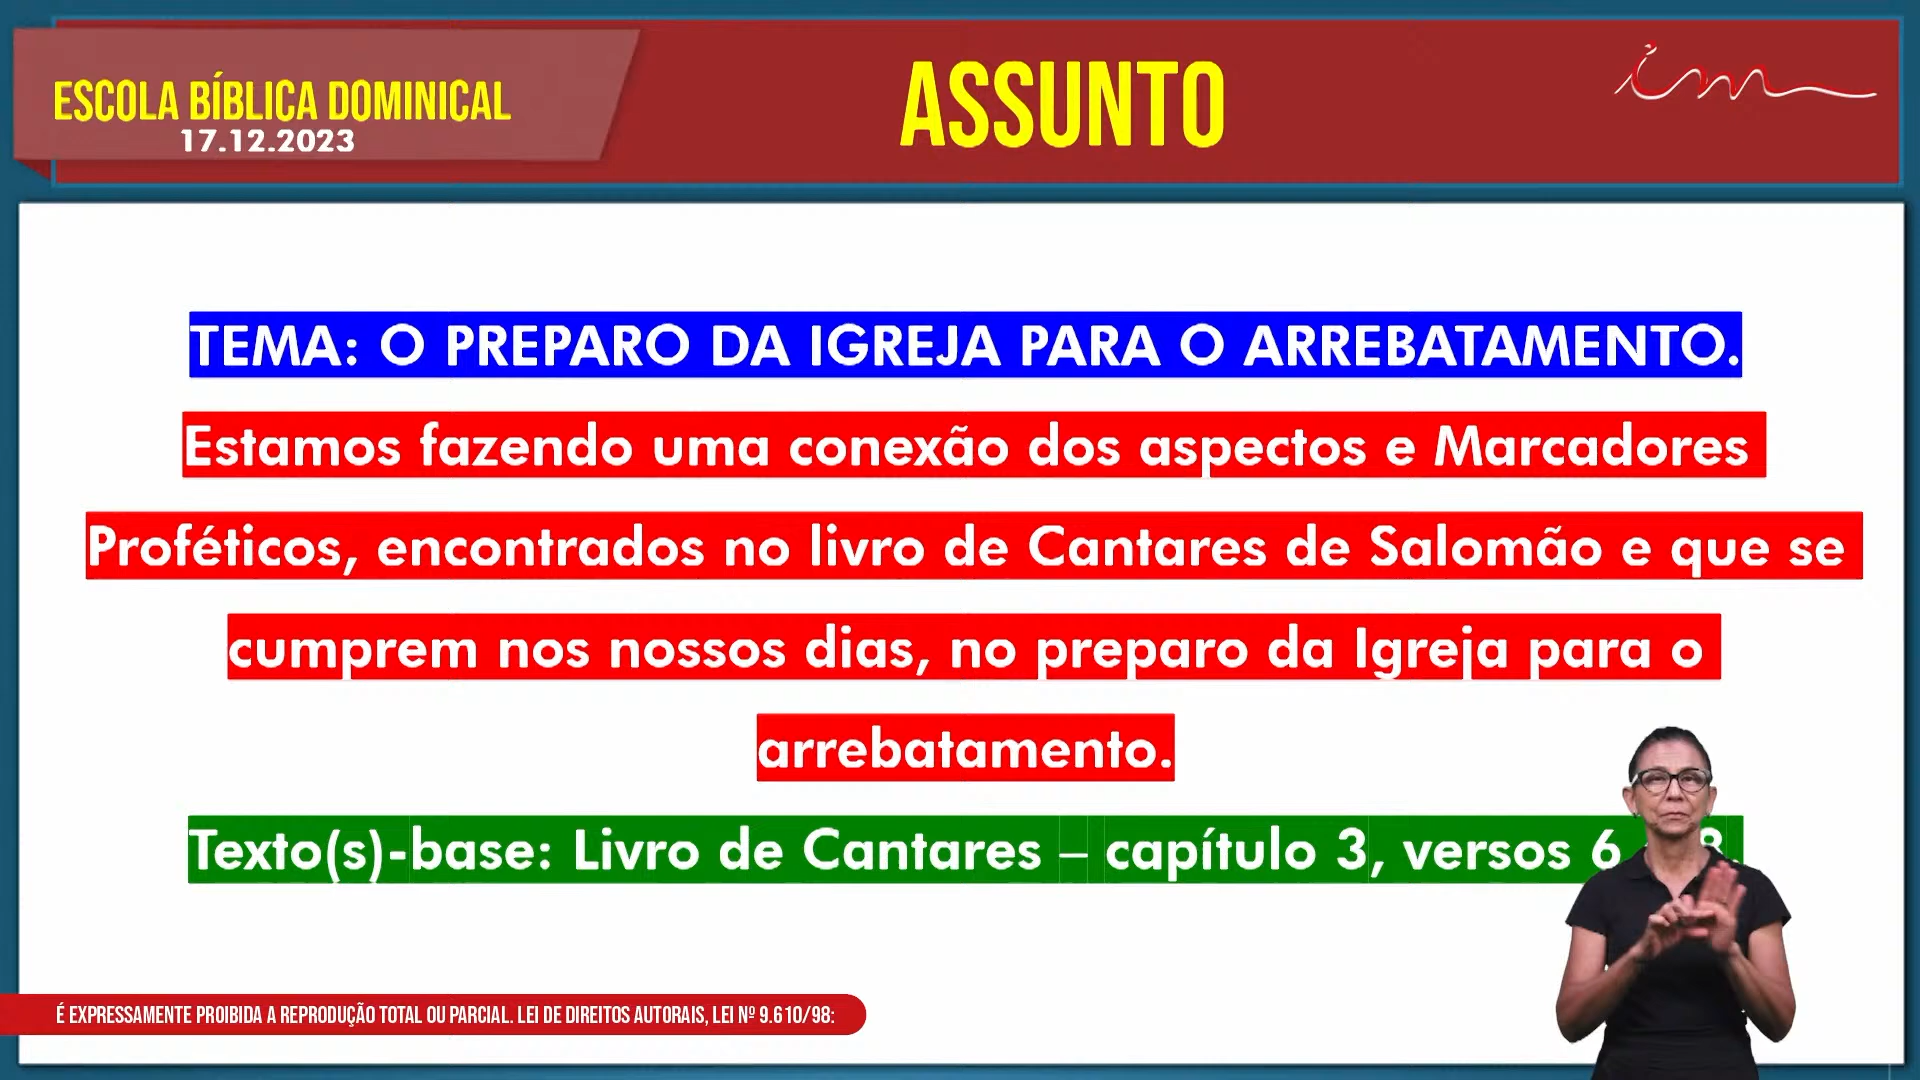 ESCOLA BÍBLICA DOMINICAL
17.12.2023
ASSUNTO
im
TEMA: O PREPARO DA IGREJA PARA O ARREBATAMENTO.
Estamos fazendo uma conexão dos aspectos e Marcadores
Proféticos, encontrados no livro de Cantares de Salomão e que se
cumprem nos nossos dias, no preparo da Igreja para o
arrebatamento.
Texto(s)-base: Livro de Cantares – capítulo 3, versos 6 8.
É EXPRESSAMENTE PROIBIDA A REPRODUÇÃO TOTAL OU PARCIAL. LEI DE DIREITOS AUTORAIS, LEI Nº 9.610/98: